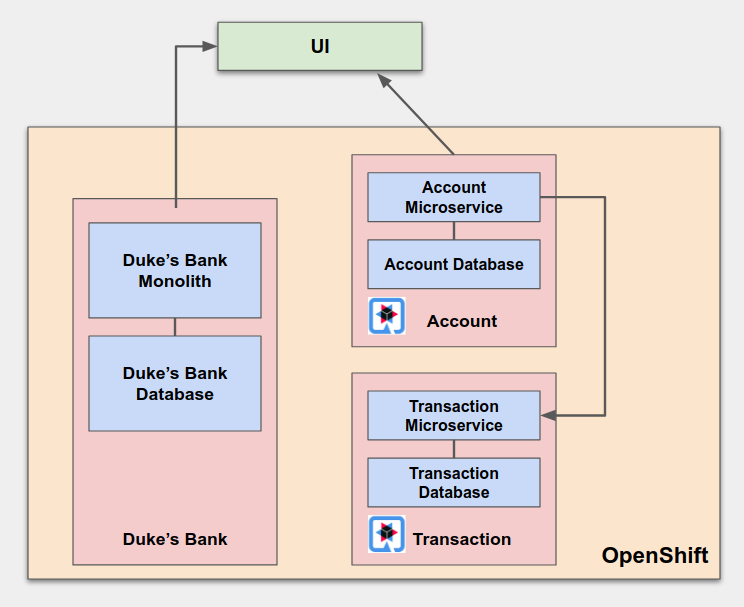 UI
Duke’s Bank
Monolith
Duke’s Bank
Database
Duke’s Bank
Account
Microservice
Account Database
Account
Transaction
Microservice
Transaction
Database
Transaction
OpenShift